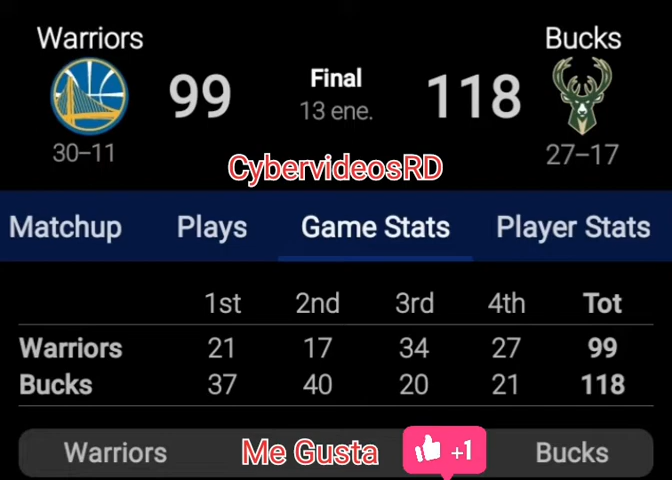 Warriors Bucks
99 Final 118
13 ene.
30–11 27–17
CybervideosRD
Matchup Plays Game Stats Player Stats
1st 2nd 3rd 4th Tot
Warriors 21 17 34 27 99
Bucks 37 40 20 21 118
Warriors Me Gusta +1 Bucks